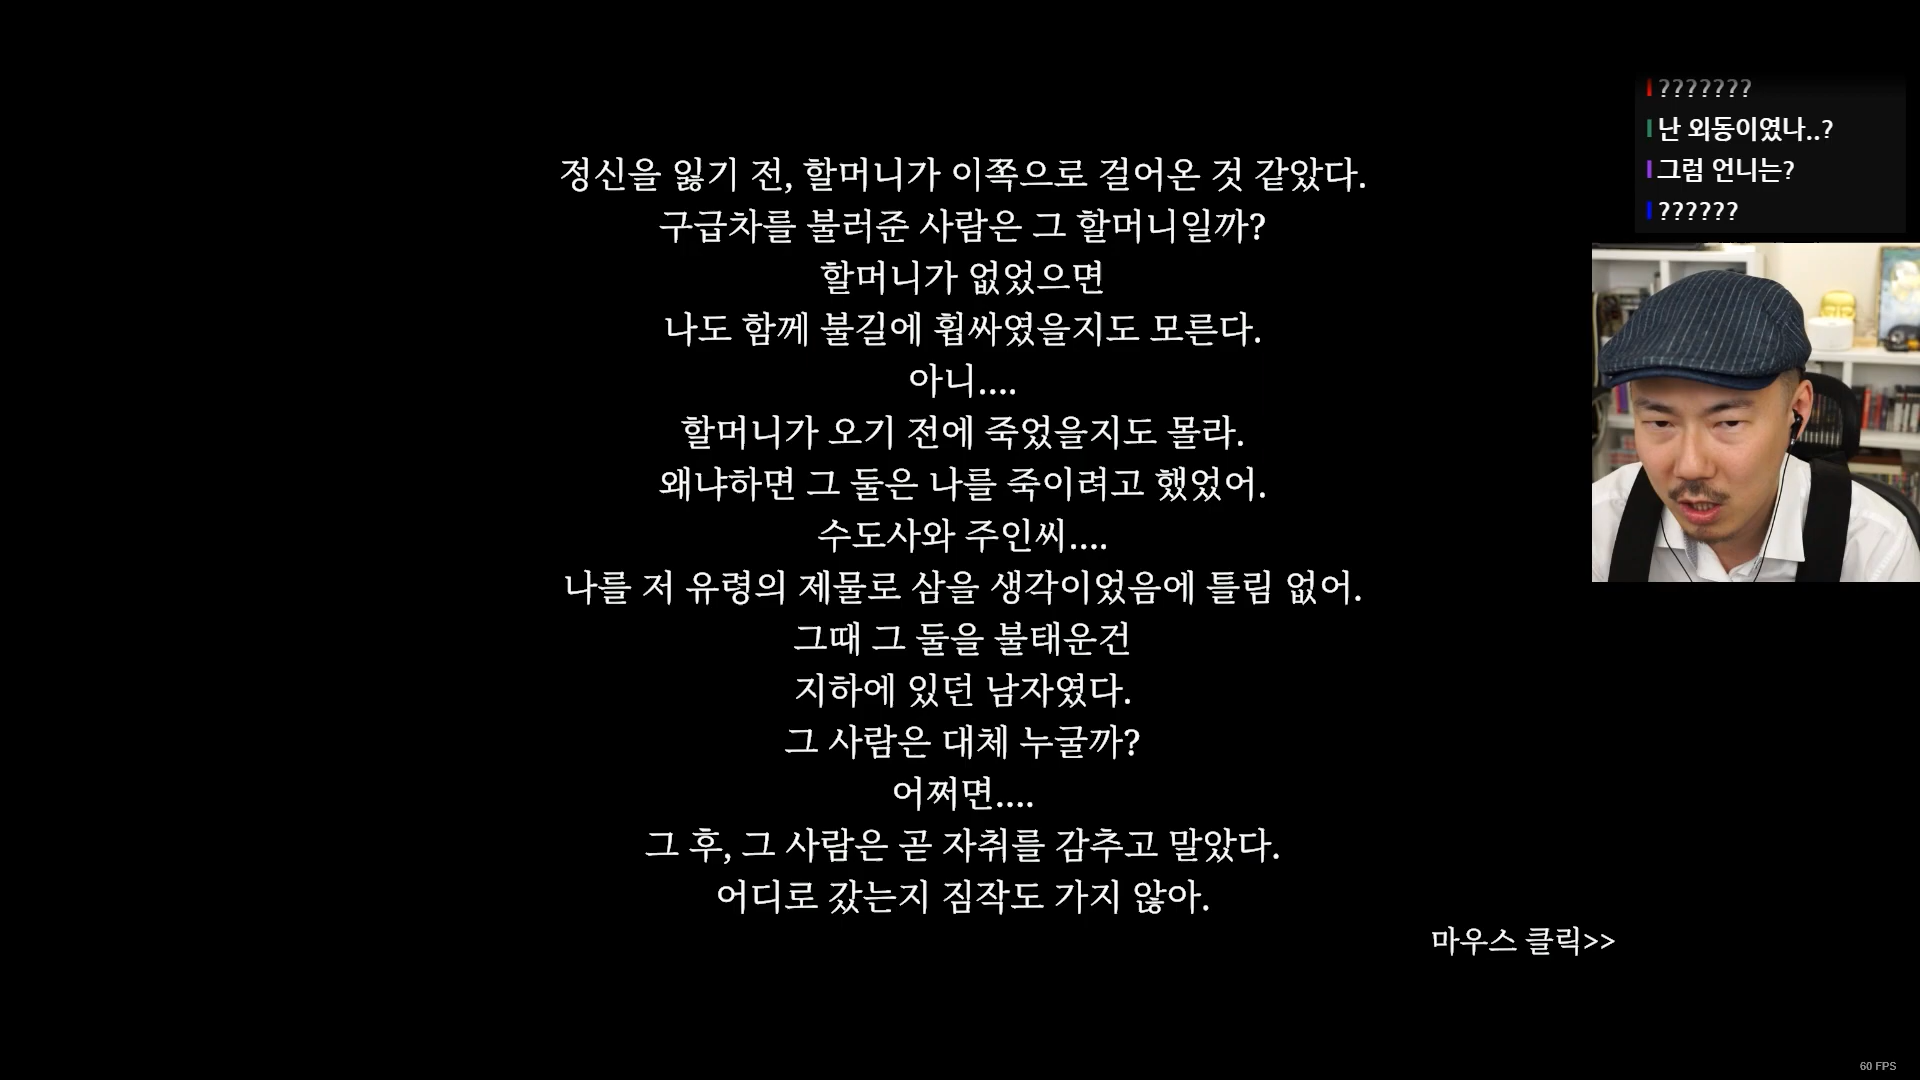 정신을 잃기 전, 할머니가 이쪽으로 걸어온 것 같았다.
구급차를 불러준 사람은 그 할머니일까?
할머니가 없었으면
나도 함께 불길에 휩싸였을지도 모른다.
아니....
할머니가 오기 전에 죽었을지도 몰라.
왜냐하면 그 둘은 나를 죽이려고 했었어.
수도사와 주인씨....
나를 저 유령의 제물로 삼을 생각이었음에 틀림 없어.
그때 그 둘을 불태운건
지하에 있던 남자였다.
그 사람은 대체 누굴까?
어쩌면....
그 후, 그 사람은 곧 자취를 감추고 말았다.
어디로 갔는지 짐작도 가지 않아.
마우스 클릭>>
???????
난 외동이였나..?
그럼 언니는?
??????
60 FPS